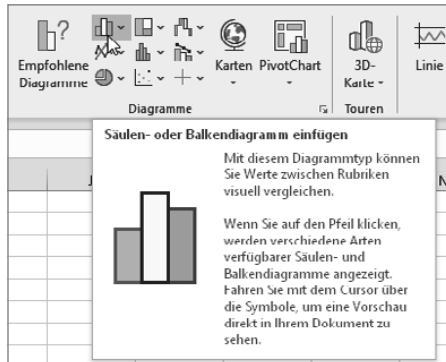 Empfohlene
Diagramme
Karten
PivotChart
3D-
Karte
Linie
Diagramme
Touren
J
N
Säulen- oder Balkendiagramm einfügen
Mit diesem Diagrammtyp können
Sie Werte zwischen Rubriken
visuell vergleichen.
Wenn Sie auf den Pfeil klicken,
werden verschiedene Arten
verfügbarer Säulen- und
Balkendiagramme angezeigt.
Fahren Sie mit dem Cursor über
die Symbole, um eine Vorschau
direkt in Ihrem Dokument zu
sehen.